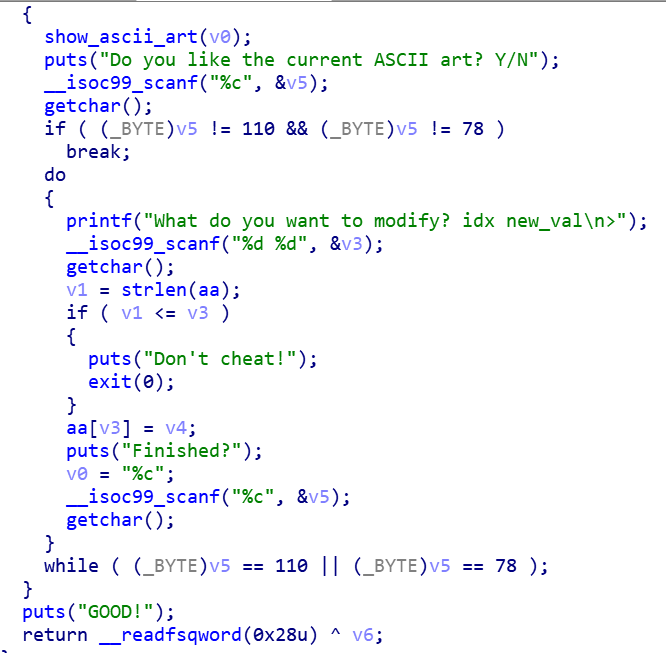 {
show_ascii_art(v0);
puts("Do you like the current ASCII art? Y/N");
__isoc99_scanf("%c", &v5);
getchar();
if ( (_BYTE)v5 != 110 && (_BYTE)v5 != 78 )
break;
do
{
printf("What do you want to modify? idx new_val\n>");
__isoc99_scanf("%d %d", &v3);
getchar();
v1 = strlen(aa);
if ( v1 <= v3 )
{
puts("Don't cheat!");
exit(0);
}
aa[v3] = v4;
puts("Finished?");
v0 = "%c";
__isoc99_scanf("%c", &v5);
getchar();
}
while ( (_BYTE)v5 == 110 || (_BYTE)v5 == 78 );
}
puts("GOOD!");
return __readfsqword(0x28u) ^ v6;